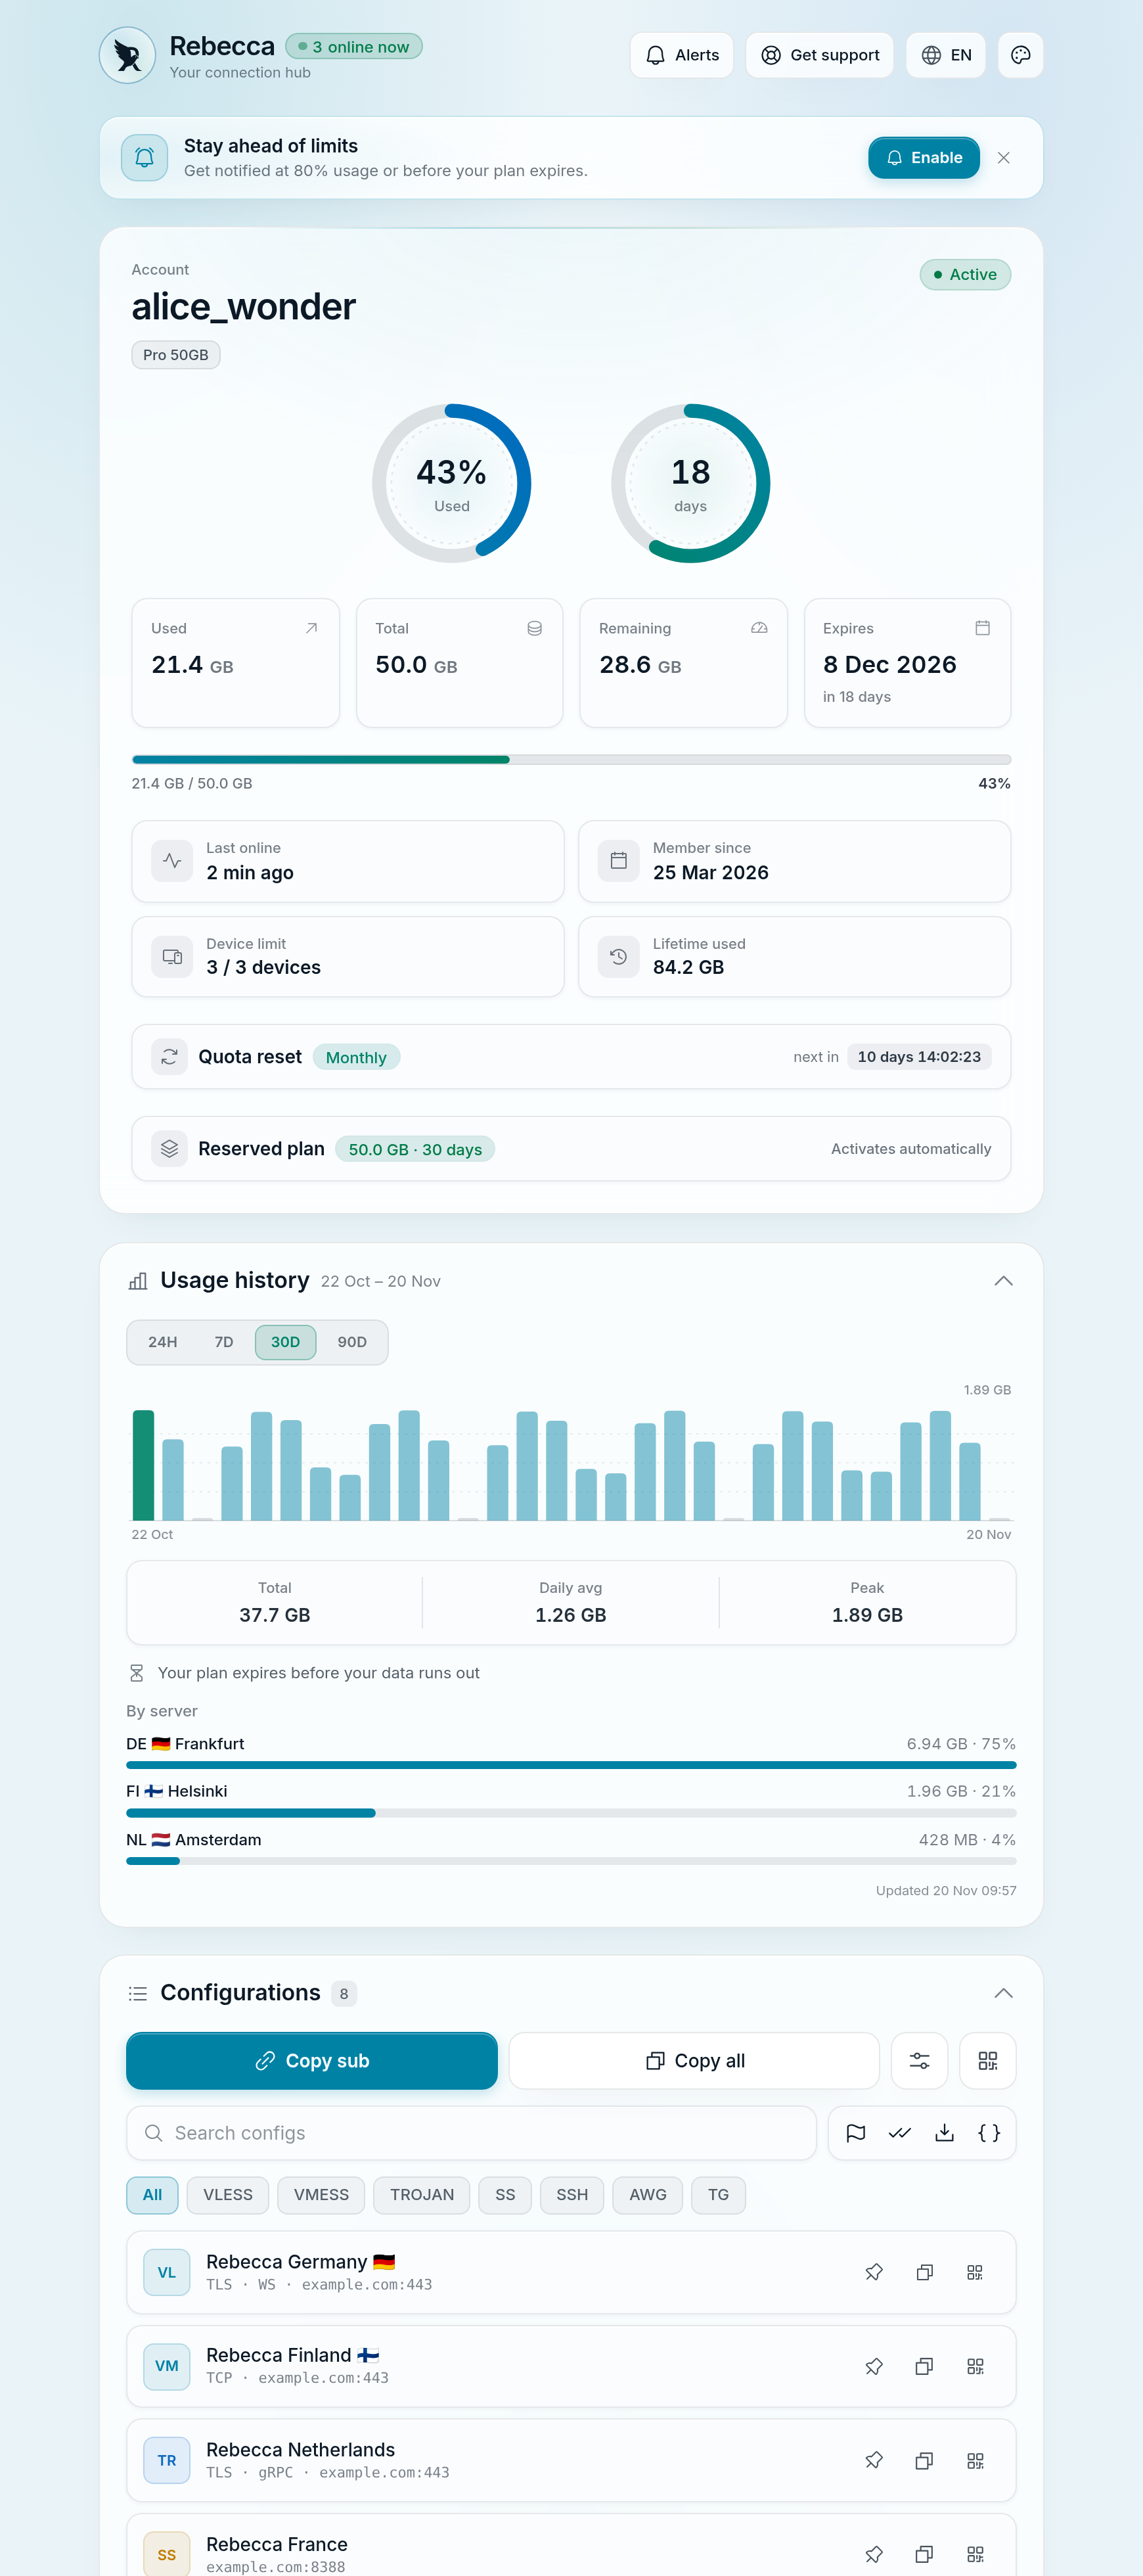 Rebecca
3 online now
Your connection hub
Alerts
Get support
EN
Stay ahead of limits
Get notified at 80% usage or before your plan expires.
Enable
Account
alice_wonder
Active
Pro 50GB
43%
Used
18
days
Used
21.4 GB
Total
50.0 GB
Remaining
28.6 GB
Expires
8 Dec 2026
in 18 days
21.4 GB / 50.0 GB
43%
Last online
2 min ago
Member since
25 Mar 2026
Device limit
3 / 3 devices
Lifetime used
84.2 GB
Quota reset
Monthly
next in
10 days 14:02:23
Reserved plan
50.0 GB · 30 days
Activates automatically
Usage history
22 Oct – 20 Nov
24H
7D
30D
90D
1.89 GB
22 Oct
20 Nov
Total
37.7 GB
Daily avg
1.26 GB
Peak
1.89 GB
Your plan expires before your data runs out
By server
DE 🇩🇪 Frankfurt
6.94 GB · 75%
FI 🇫🇮 Helsinki
1.96 GB · 21%
NL 🇳🇱 Amsterdam
428 MB · 4%
Updated 20 Nov 09:57
Configurations
8
Copy sub
Copy all
Search configs
All
VLESS
VMESS
TROJAN
SS
SSH
AWG
TG
VL
Rebecca Germany 🇩🇪
TLS · WS · example.com:443
VM
Rebecca Finland 🇫🇮
TCP · example.com:443
TR
Rebecca Netherlands
TLS · gRPC · example.com:443
SS
Rebecca France
example.com:8388